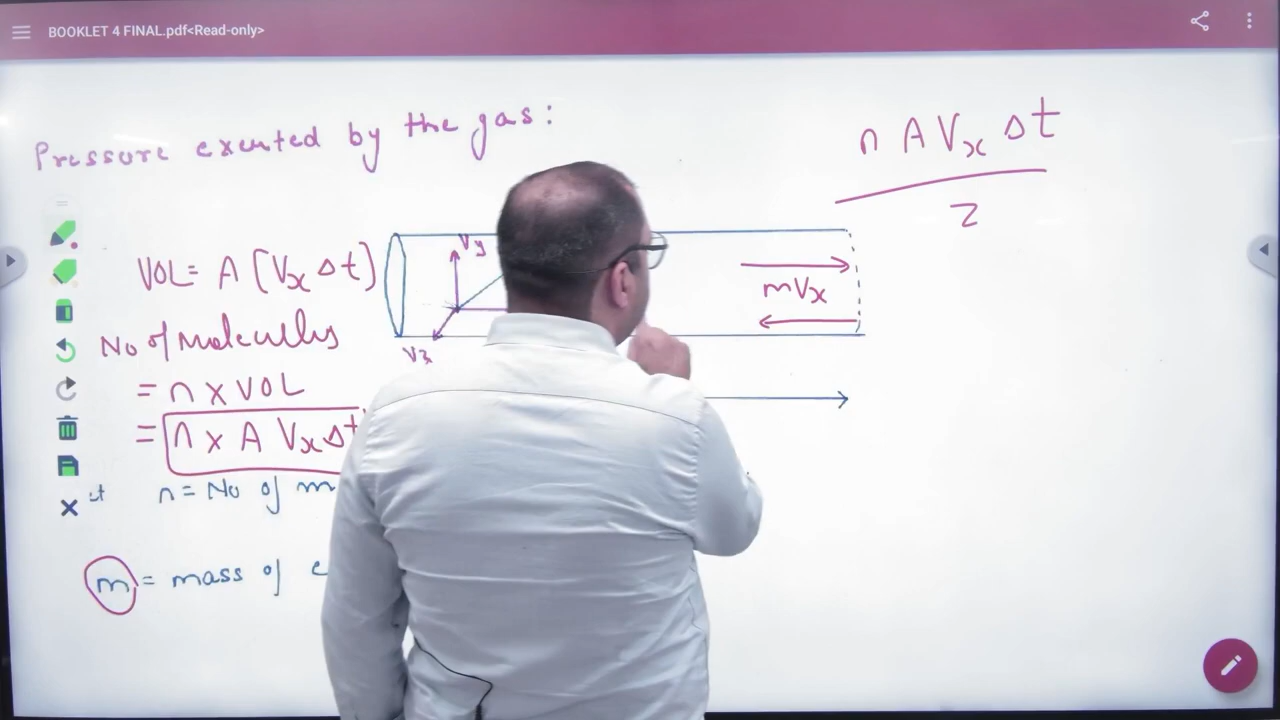 BOOKLET 4 FINAL.pdf<Read-only>
Pressure exerted by the gas:
n A Vx Δt
2
VOL = A (Vx Δt)
Vy
mVx
No of Molecules
Vz
= n x VOL
= n x A Vx Δt
n = No of m
m = mass of